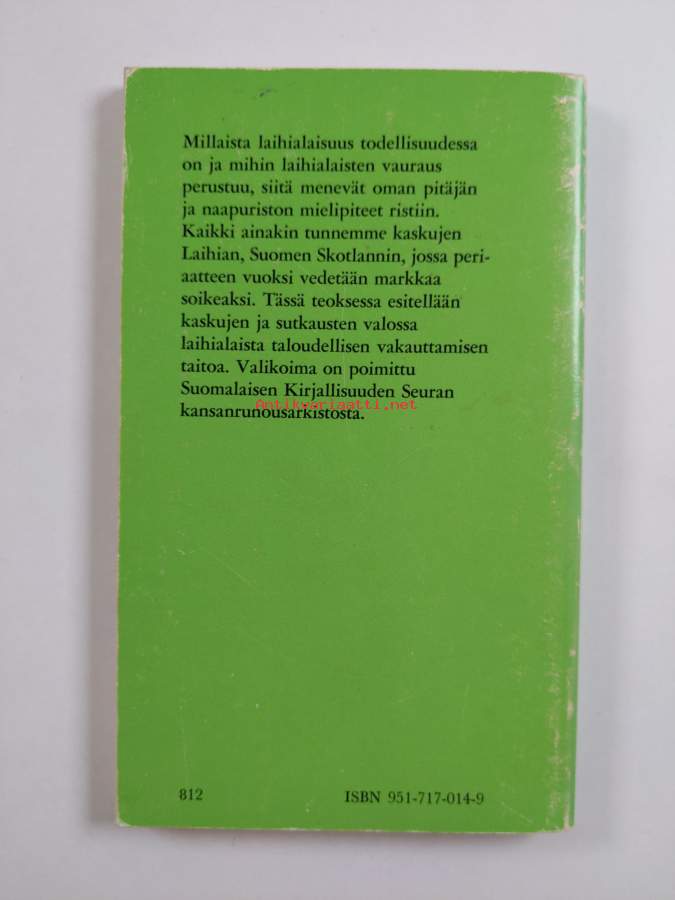 Millaista laihialaisuus todellisuudessa
on ja mihin laihialaisten vauraus
perustuu, siitä menevät oman pitäjän
ja naapuriston mielipiteet ristiin.
Kaikki ainakin tunnemme kaskujen
Laihian, Suomen Skotlannin, jossa peri-
aatteen vuoksi vedetään markkaa
soikeaksi. Tässä teoksessa esitellään
kaskujen ja sutkausten valossa
laihialaista taloudellisen vakauttamisen
taitoa. Valikoima on poimittu
Suomalaisen Kirjallisuuden Seuran
Antikvariaatti.net
kansanrunousarkistosta.
812
ISBN 951-717-014-9